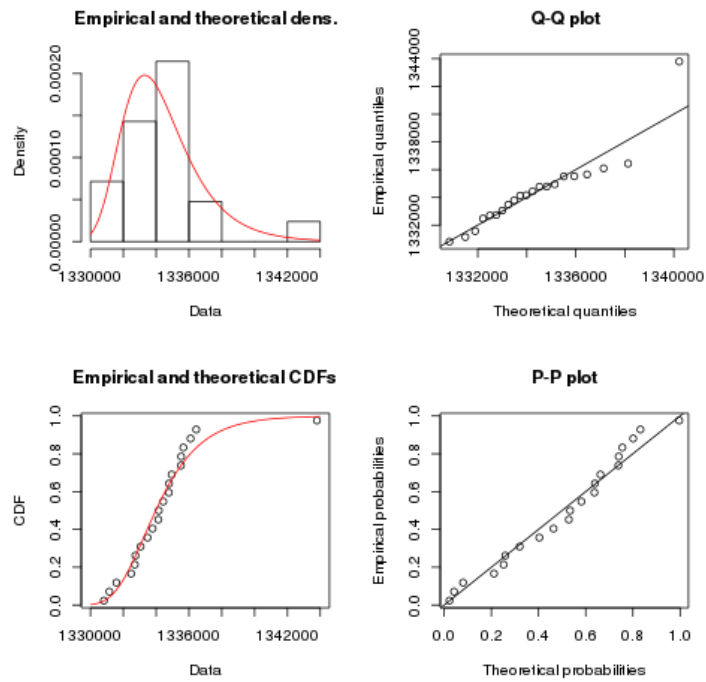 Empirical and theoretical dens.
Density
0.00000 0.00010 0.00020
1330000 1336000 1342000
Data
Q-Q plot
Empirical quantiles
1332000 1338000 1344000
1332000 1336000 1340000
Theoretical quantiles
Empirical and theoretical CDFs
CDF
0.0 0.2 0.4 0.6 0.8 1.0
1330000 1336000 1342000
Data
P-P plot
Empirical probabilities
0.0 0.2 0.4 0.6 0.8 1.0
0.0 0.2 0.4 0.6 0.8 1.0
Theoretical probabilities